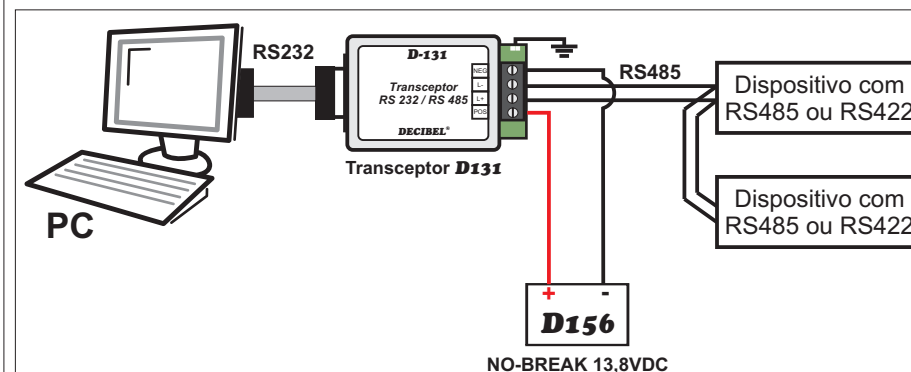 RS232
D-131
Transceptor
RS 232 / RS 485
DECIBEL®
NEG
L-
L+
POS
Transceptor D131
PC
RS485
Dispositivo com
RS485 ou RS422
Dispositivo com
RS485 ou RS422
+ -
D156
NO-BREAK 13,8VDC